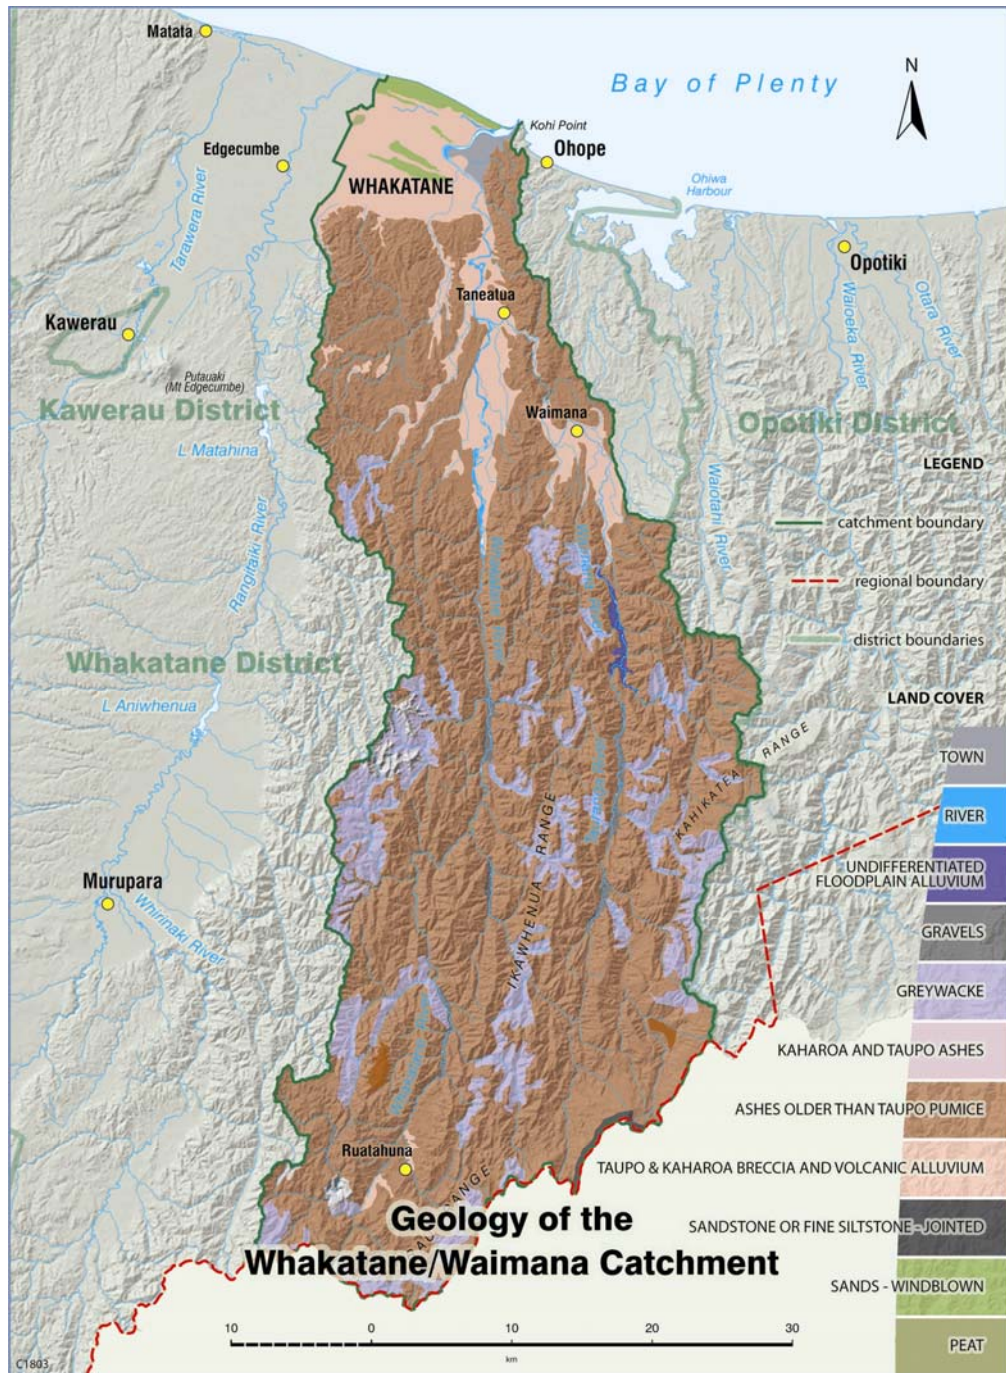 Matata
Bay of Plenty
N
Kohi Point
Edgecumbe
Ohope
WHAKATANE
Ohiwa
Harbour
Tarawera River
Opotiki
Taneatua
Waioeka River
Otara River
Kawerau
Putauaki
(Mt Edgecumbe)
Kawerau District
Waimana
Opotiki District
L Matahina
LEGEND
Waiotahi River
catchment boundary
Rangitaiki River
regional boundary
district boundaries
Whakatane District
L Aniwhenua
LAND COVER
KAHIKATEA RANGE
TOWN
RIVER
IKAWHENUA RANGE
UNDIFFERENTIATED
FLOODPLAIN ALLUVIUM
Murupara
Whirinaki River
GRAVELS
GREYWACKE
KAHAROA AND TAUPO ASHES
ASHES OLDER THAN TAUPO PUMICE
Ruatahuna
TAUPO & KAHAROA BRECCIA AND VOLCANIC ALLUVIUM
RANGE
Geology of the
Whakatane/Waimana Catchment
SANDSTONE OR FINE SILTSTONE - JOINTED
SANDS - WINDBLOWN
10 0 10 20 30
km
PEAT
C1803